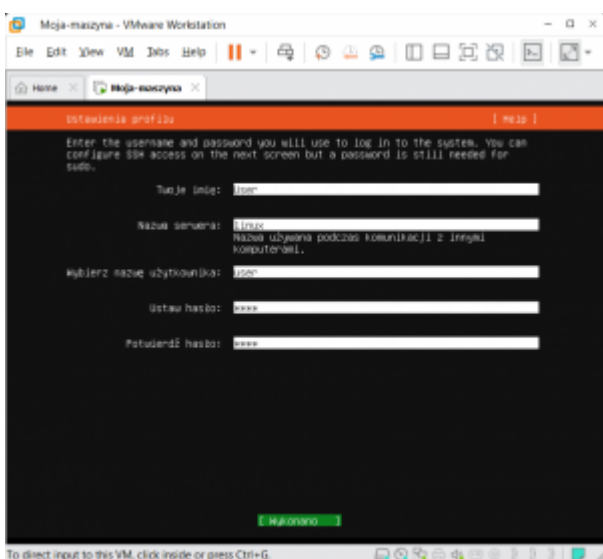 Moja-maszyna - VMware Workstation
File Edit View VM Tabs Help
Home Moja-maszyna
Ustawienia profilu [ Help ]
Enter the username and password you will use to log in to the system. You can
configure SSH access on the next screen but a password is still needed for
sudo.
Twoje imię: User
Nazwa serwera: linux
Nazwa używana podczas komunikacji z innymi
komputerami.
Wybierz nazwę użytkownika: user
Ustaw hasło: ****
Potwierdź hasło: ****
[ Wykonano ]
To direct input to this VM, click inside or press Ctrl+G.